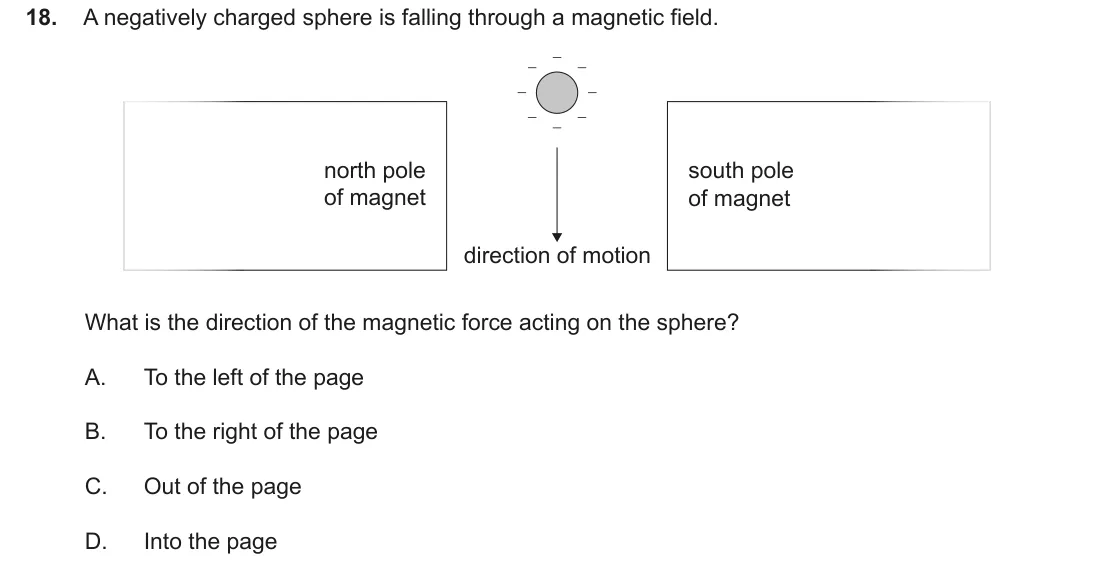 18. A negatively charged sphere is falling through a magnetic field.
north pole
of magnet
south pole
of magnet
direction of motion
What is the direction of the magnetic force acting on the sphere?
A. To the left of the page
B. To the right of the page
C. Out of the page
D. Into the page